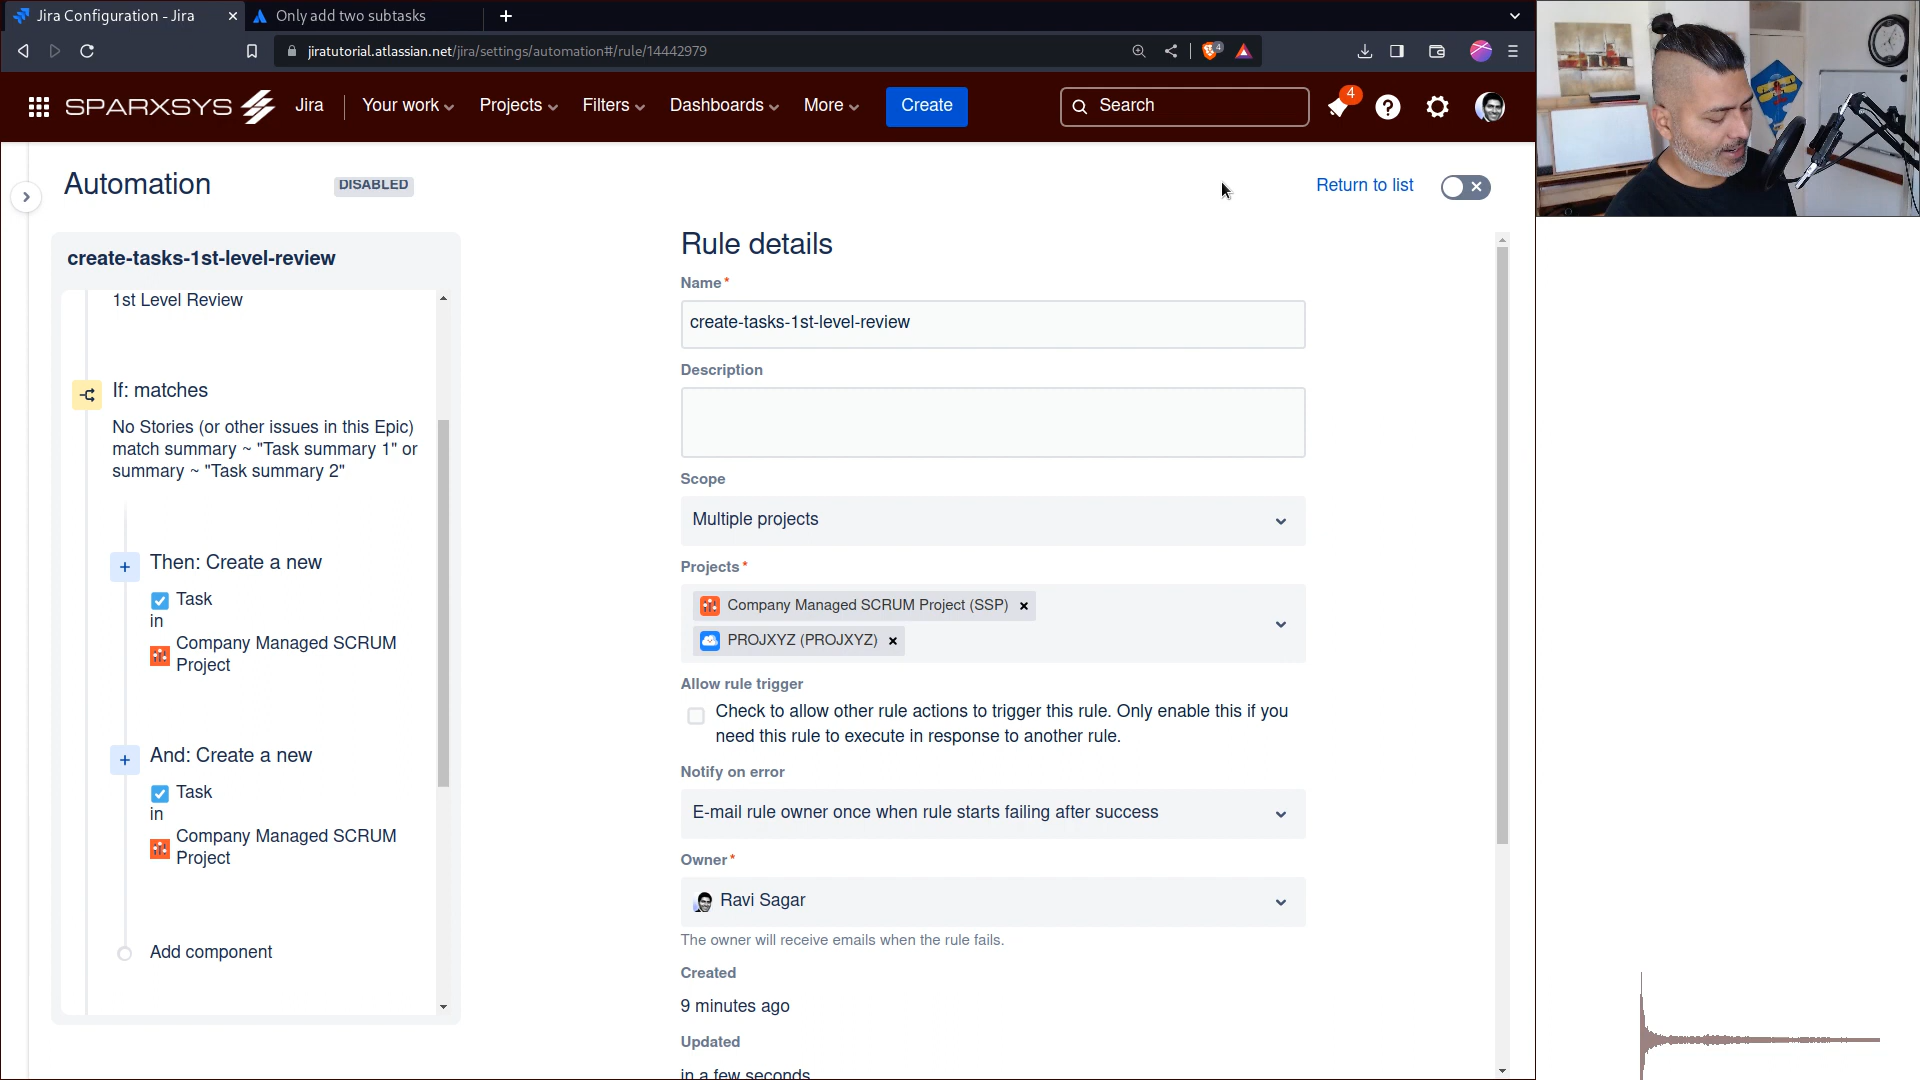 Jira Configuration - Jira
Only add two subtasks
jiratutorial.atlassian.net/jira/settings/automation#/rule/14442979
4
SPARXSYS
Jira
Your work
Projects
Filters
Dashboards
More
Create
Search
4
Automation
DISABLED
Return to list
create-tasks-1st-level-review
1st Level Review
If: matches
No Stories (or other issues in this Epic)
match summary ~ "Task summary 1" or
summary ~ "Task summary 2"
Then: Create a new
Task
in
Company Managed SCRUM
Project
And: Create a new
Task
in
Company Managed SCRUM
Project
Add component
Rule details
Name*
create-tasks-1st-level-review
Description
Scope
Multiple projects
Projects*
Company Managed SCRUM Project (SSP)
PROJXYZ (PROJXYZ)
Allow rule trigger
Check to allow other rule actions to trigger this rule. Only enable this if you
need this rule to execute in response to another rule.
Notify on error
E-mail rule owner once when rule starts failing after success
Owner*
Ravi Sagar
The owner will receive emails when the rule fails.
Created
9 minutes ago
Updated
in a few seconds